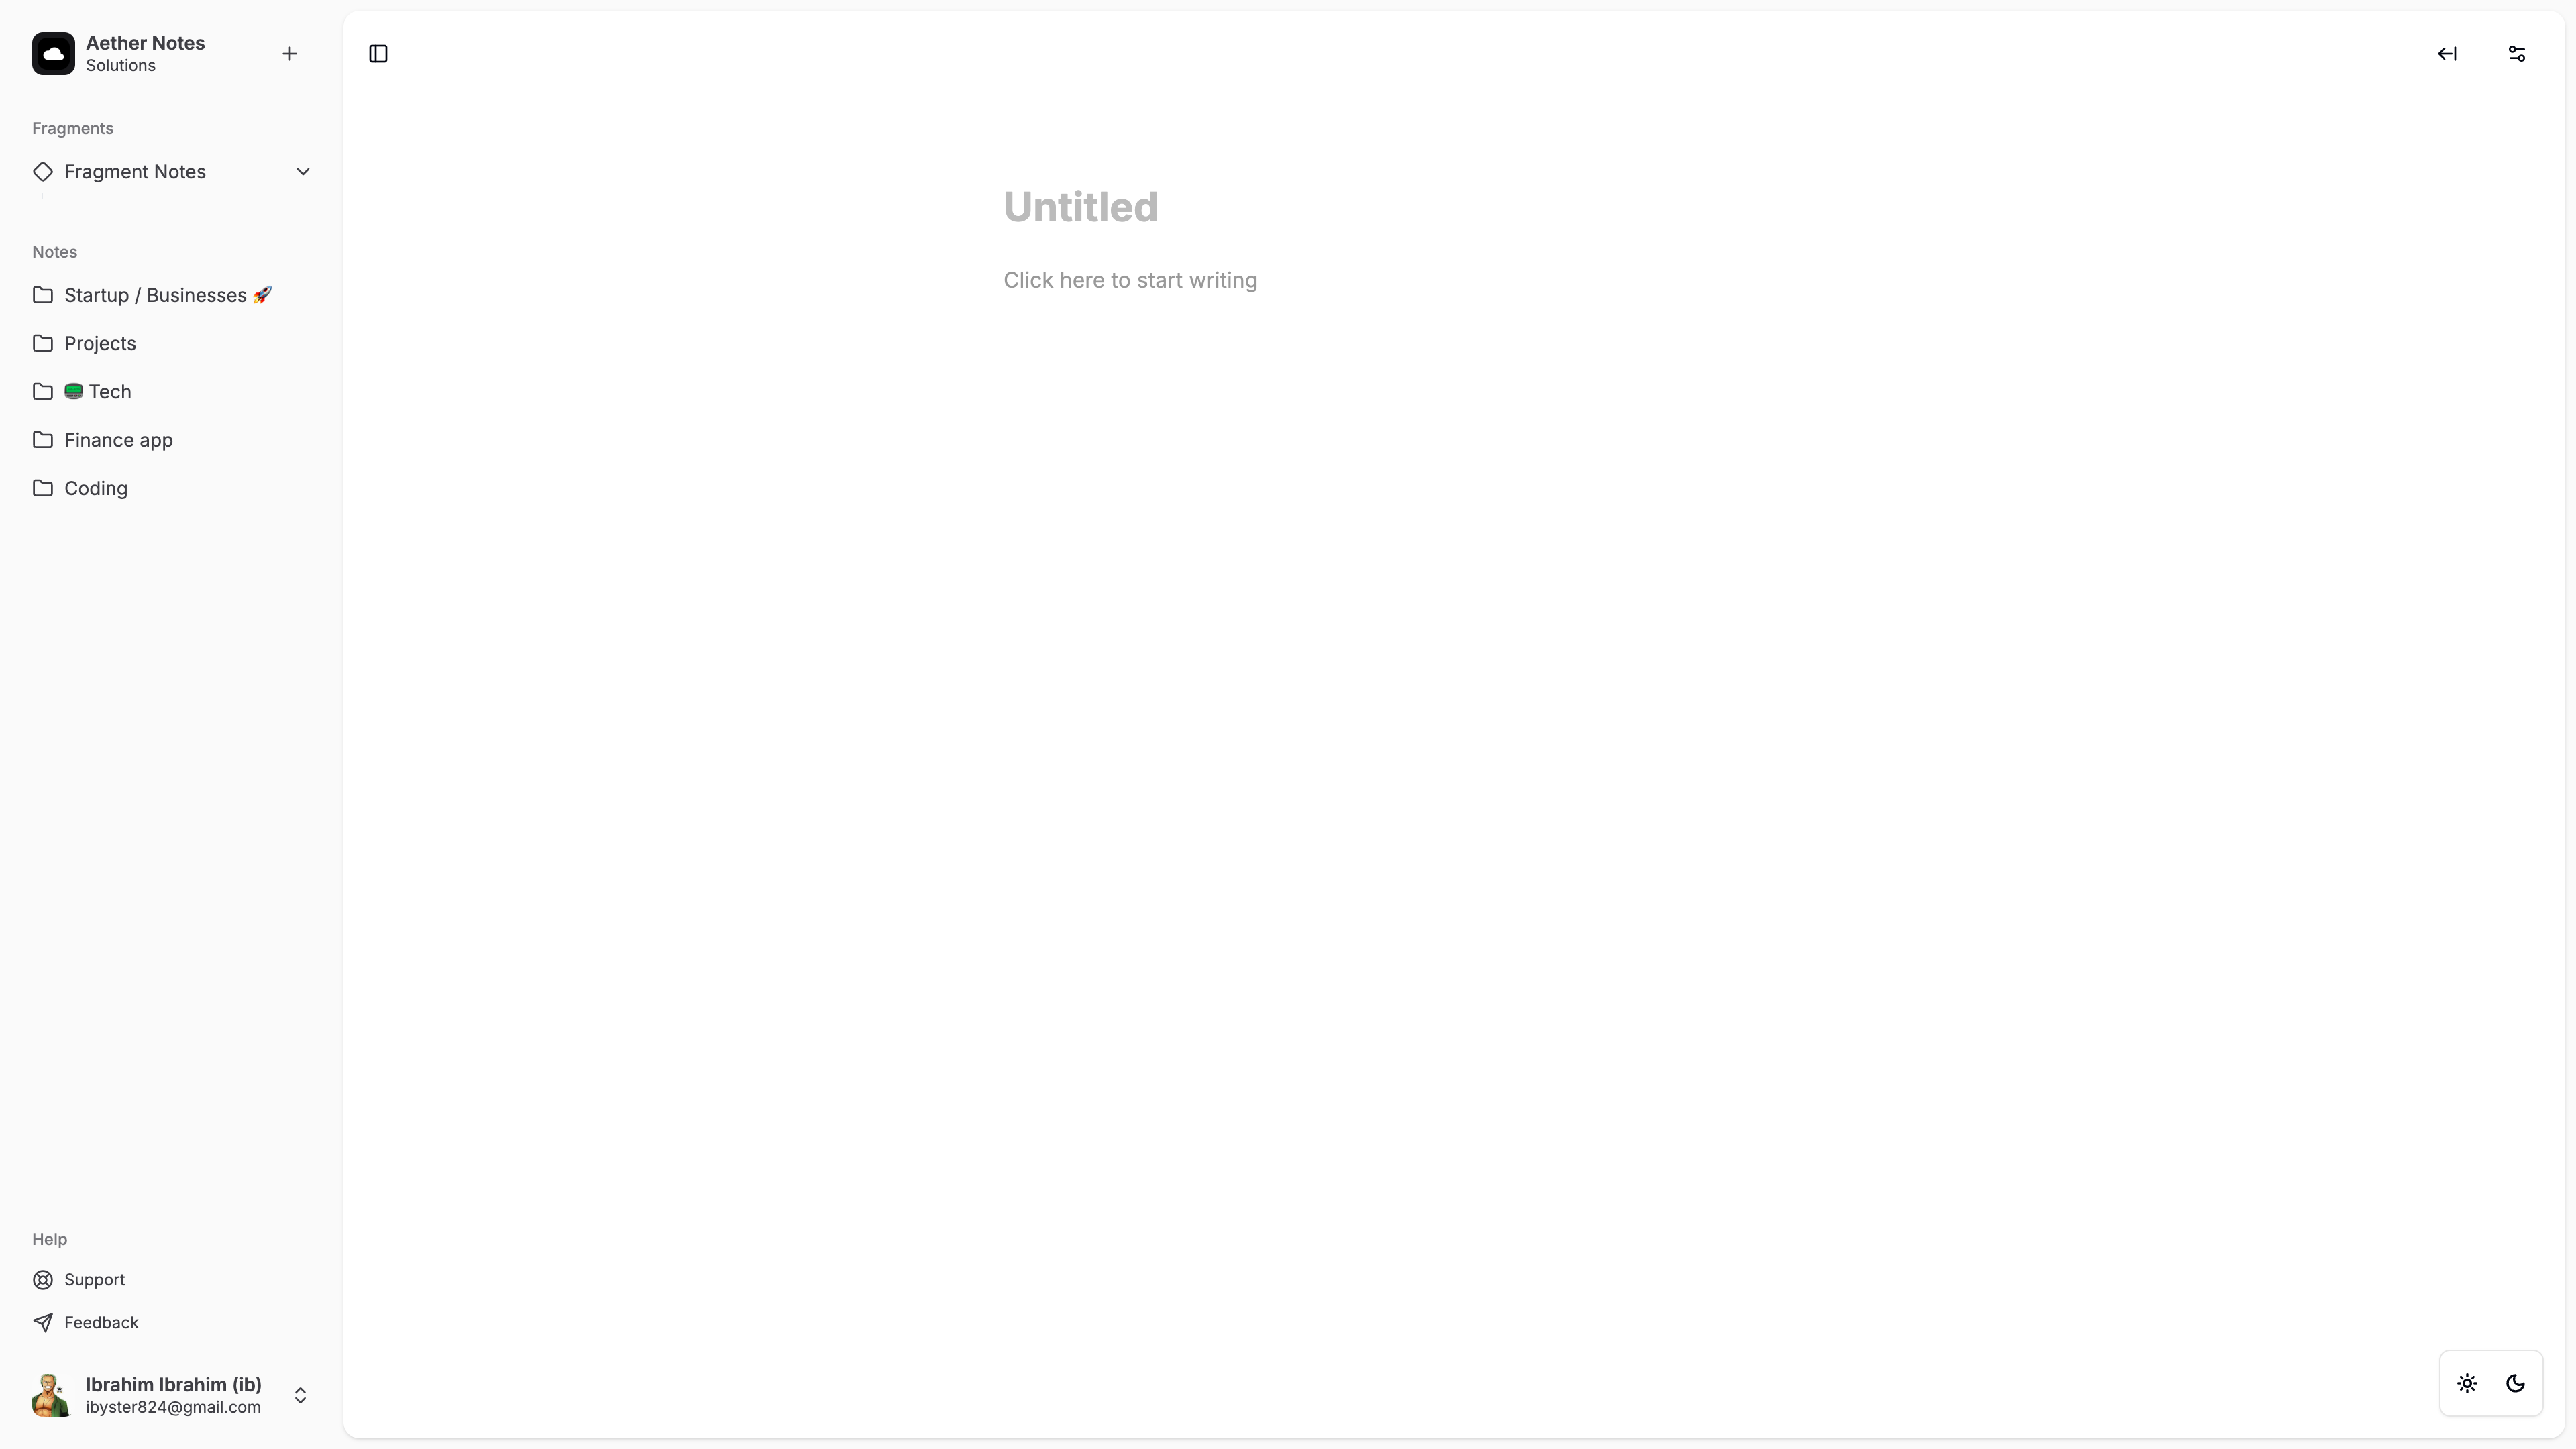 Aether Notes
Solutions
Fragments
Fragment Notes
Notes
Startup / Businesses 🚀
Projects
📟 Tech
Finance app
Coding
Help
Support
Feedback
Ibrahim Ibrahim (ib)
ibyster824@gmail.com
Untitled
Click here to start writing